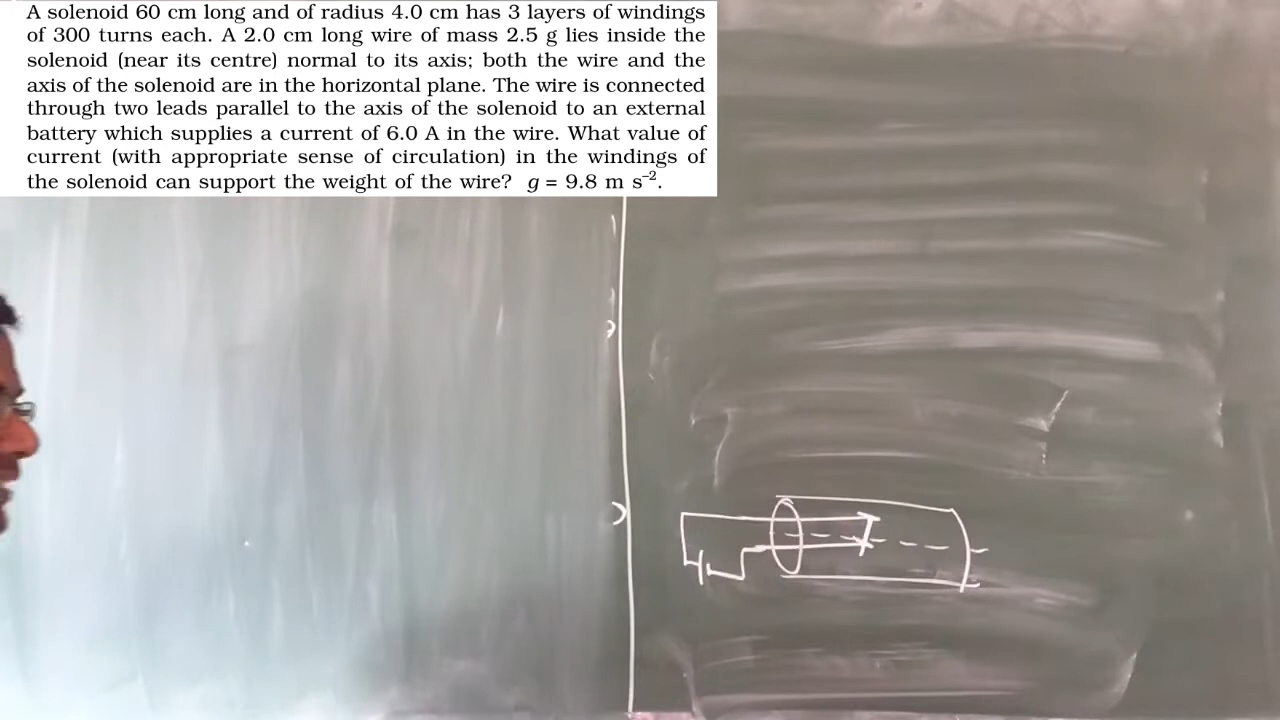 A solenoid 60 cm long and of radius 4.0 cm has 3 layers of windings
of 300 turns each. A 2.0 cm long wire of mass 2.5 g lies inside the
solenoid (near its centre) normal to its axis; both the wire and the
axis of the solenoid are in the horizontal plane. The wire is connected
through two leads parallel to the axis of the solenoid to an external
battery which supplies a current of 6.0 A in the wire. What value of
current (with appropriate sense of circulation) in the windings of
the solenoid can support the weight of the wire? g = 9.8 m s⁻².